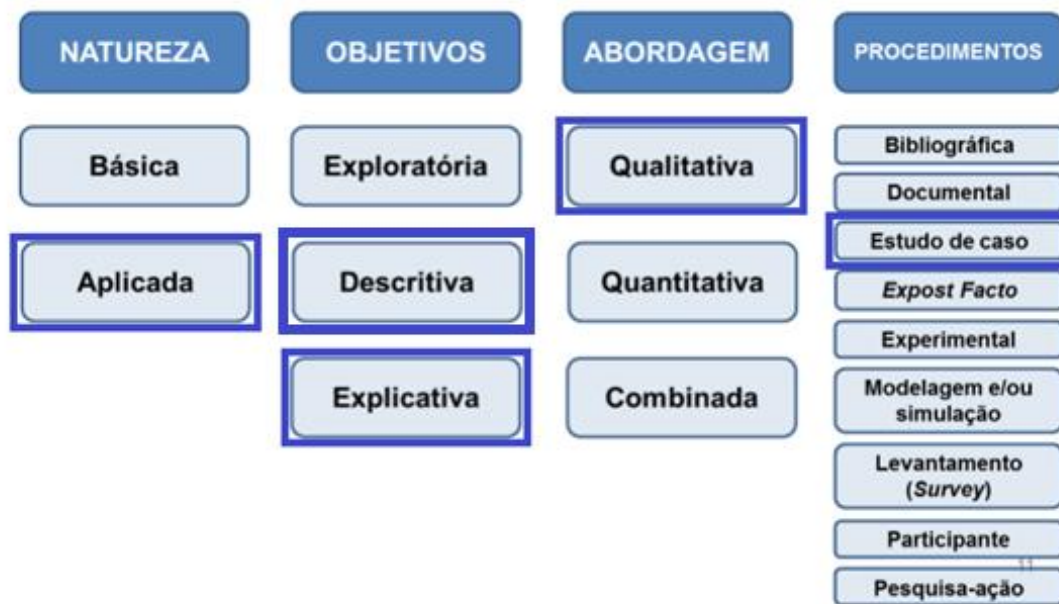 NATUREZA
OBJETIVOS
ABORDAGEM
PROCEDIMENTOS
Básica
Exploratória
Qualitativa
Bibliográfica
Documental
Aplicada
Descritiva
Quantitativa
Estudo de caso
Expost Facto
Experimental
Explicativa
Combinada
Modelagem e/ou
simulação
Levantamento
(Survey)
Participante
11
Pesquisa-ação